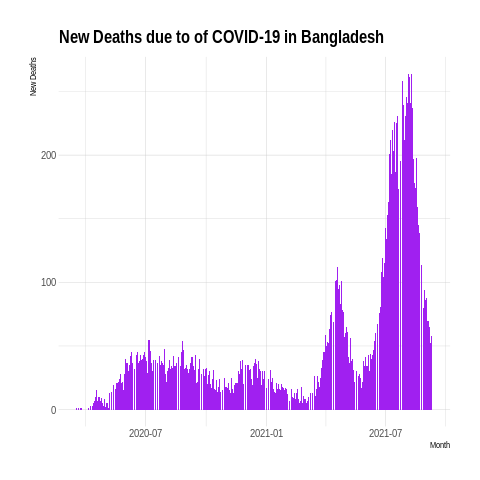 New Deaths due to of COVID-19 in Bangladesh
New Deaths
200
100
0
2020-07
2021-01
2021-07
Month